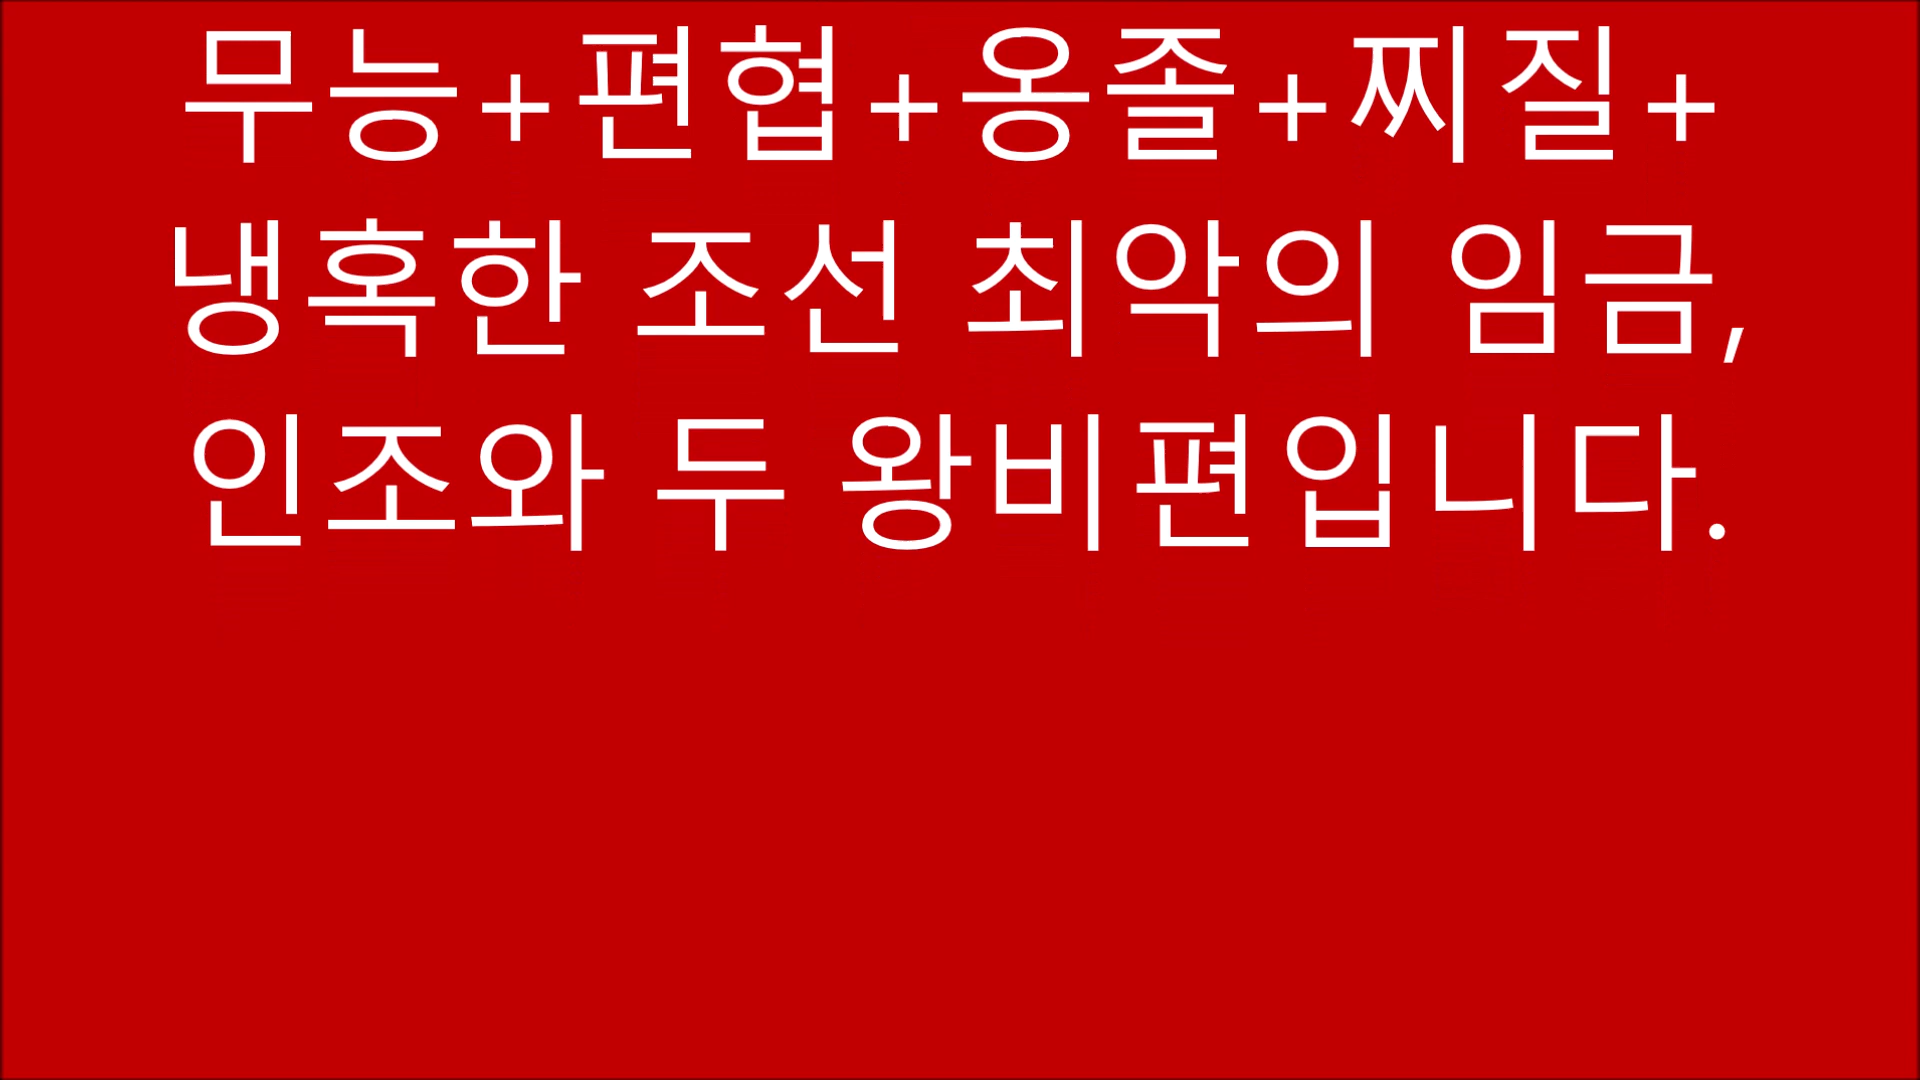 무능+편협+옹졸+찌질+
냉혹한 조선 최악의 임금,
인조와 두 왕비편입니다.